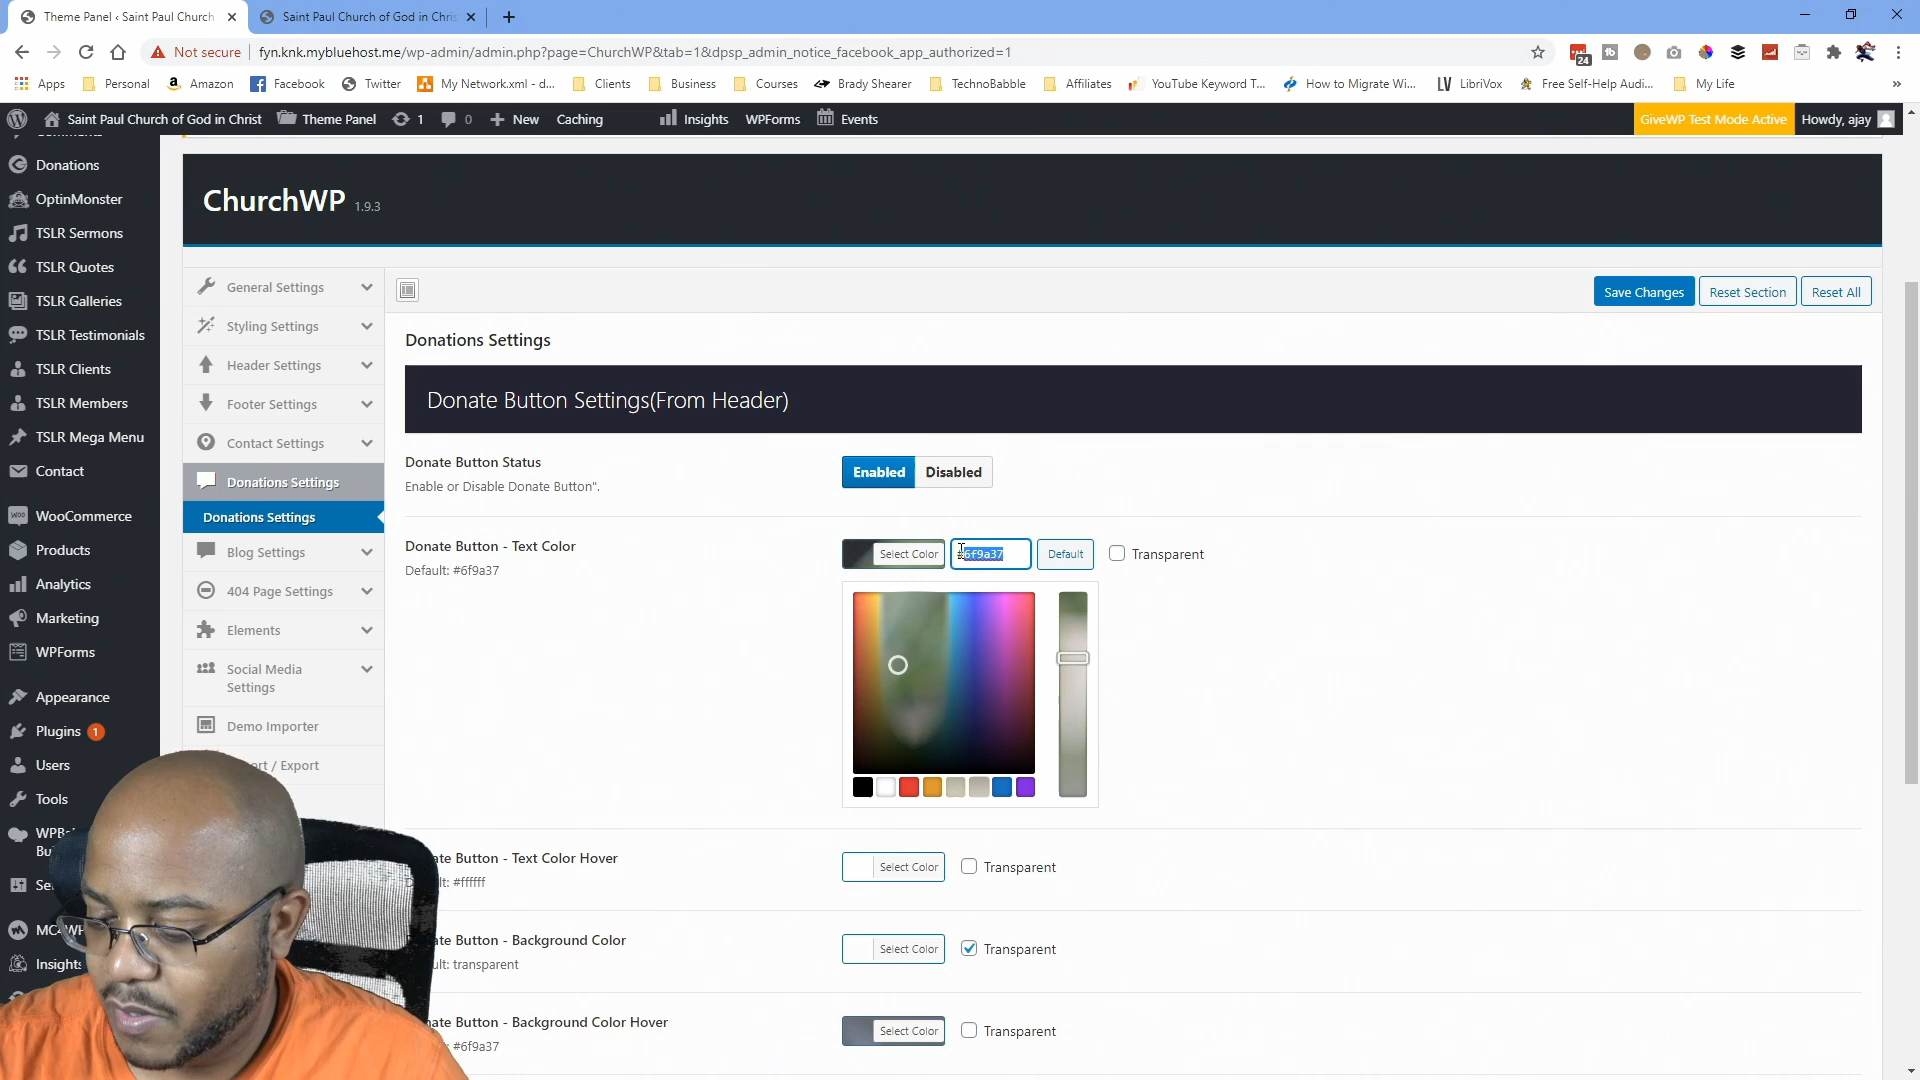 Theme Panel ‹ Saint Paul Church
Saint Paul Church of God in Chris
Not secure
fyn.knk.mybluehost.me/wp-admin/admin.php?page=ChurchWP&tab=1&dpsp_admin_notice_facebook_app_authorized=1
24
Apps Personal Amazon Facebook Twitter My Network.xml - d... Clients Business Courses Brady Shearer TechnoBabble Affiliates YouTube Keyword T... How to Migrate Wi... LibriVox Free Self-Help Audi... My Life »
Saint Paul Church of God in Christ Theme Panel 1 0 New Caching Insights WPForms Events GiveWP Test Mode Active Howdy, ajay
Donations
OptinMonster
TSLR Sermons
TSLR Quotes
TSLR Galleries
TSLR Testimonials
TSLR Clients
TSLR Members
TSLR Mega Menu
Contact
WooCommerce
Products
Analytics
Marketing
WPForms
Appearance
Plugins 1
Users
Tools
Insights
ChurchWP 1.9.3
General Settings
Styling Settings
Header Settings
Footer Settings
Contact Settings
Donations Settings
Donations Settings
Blog Settings
404 Page Settings
Elements
Social Media
Settings
Demo Importer
ort / Export
Save Changes Reset Section Reset All
Donations Settings
Donate Button Settings(From Header)
Donate Button Status
Enable or Disable Donate Button".
Enabled Disabled
Donate Button - Text Color
Default: #6f9a37
Select Color #6f9a37 Default Transparent
ate Button - Text Color Hover
lt: #ffffff
Select Color Transparent
ate Button - Background Color
ult: transparent
Select Color Transparent
nate Button - Background Color Hover
: #6f9a37
Select Color Transparent